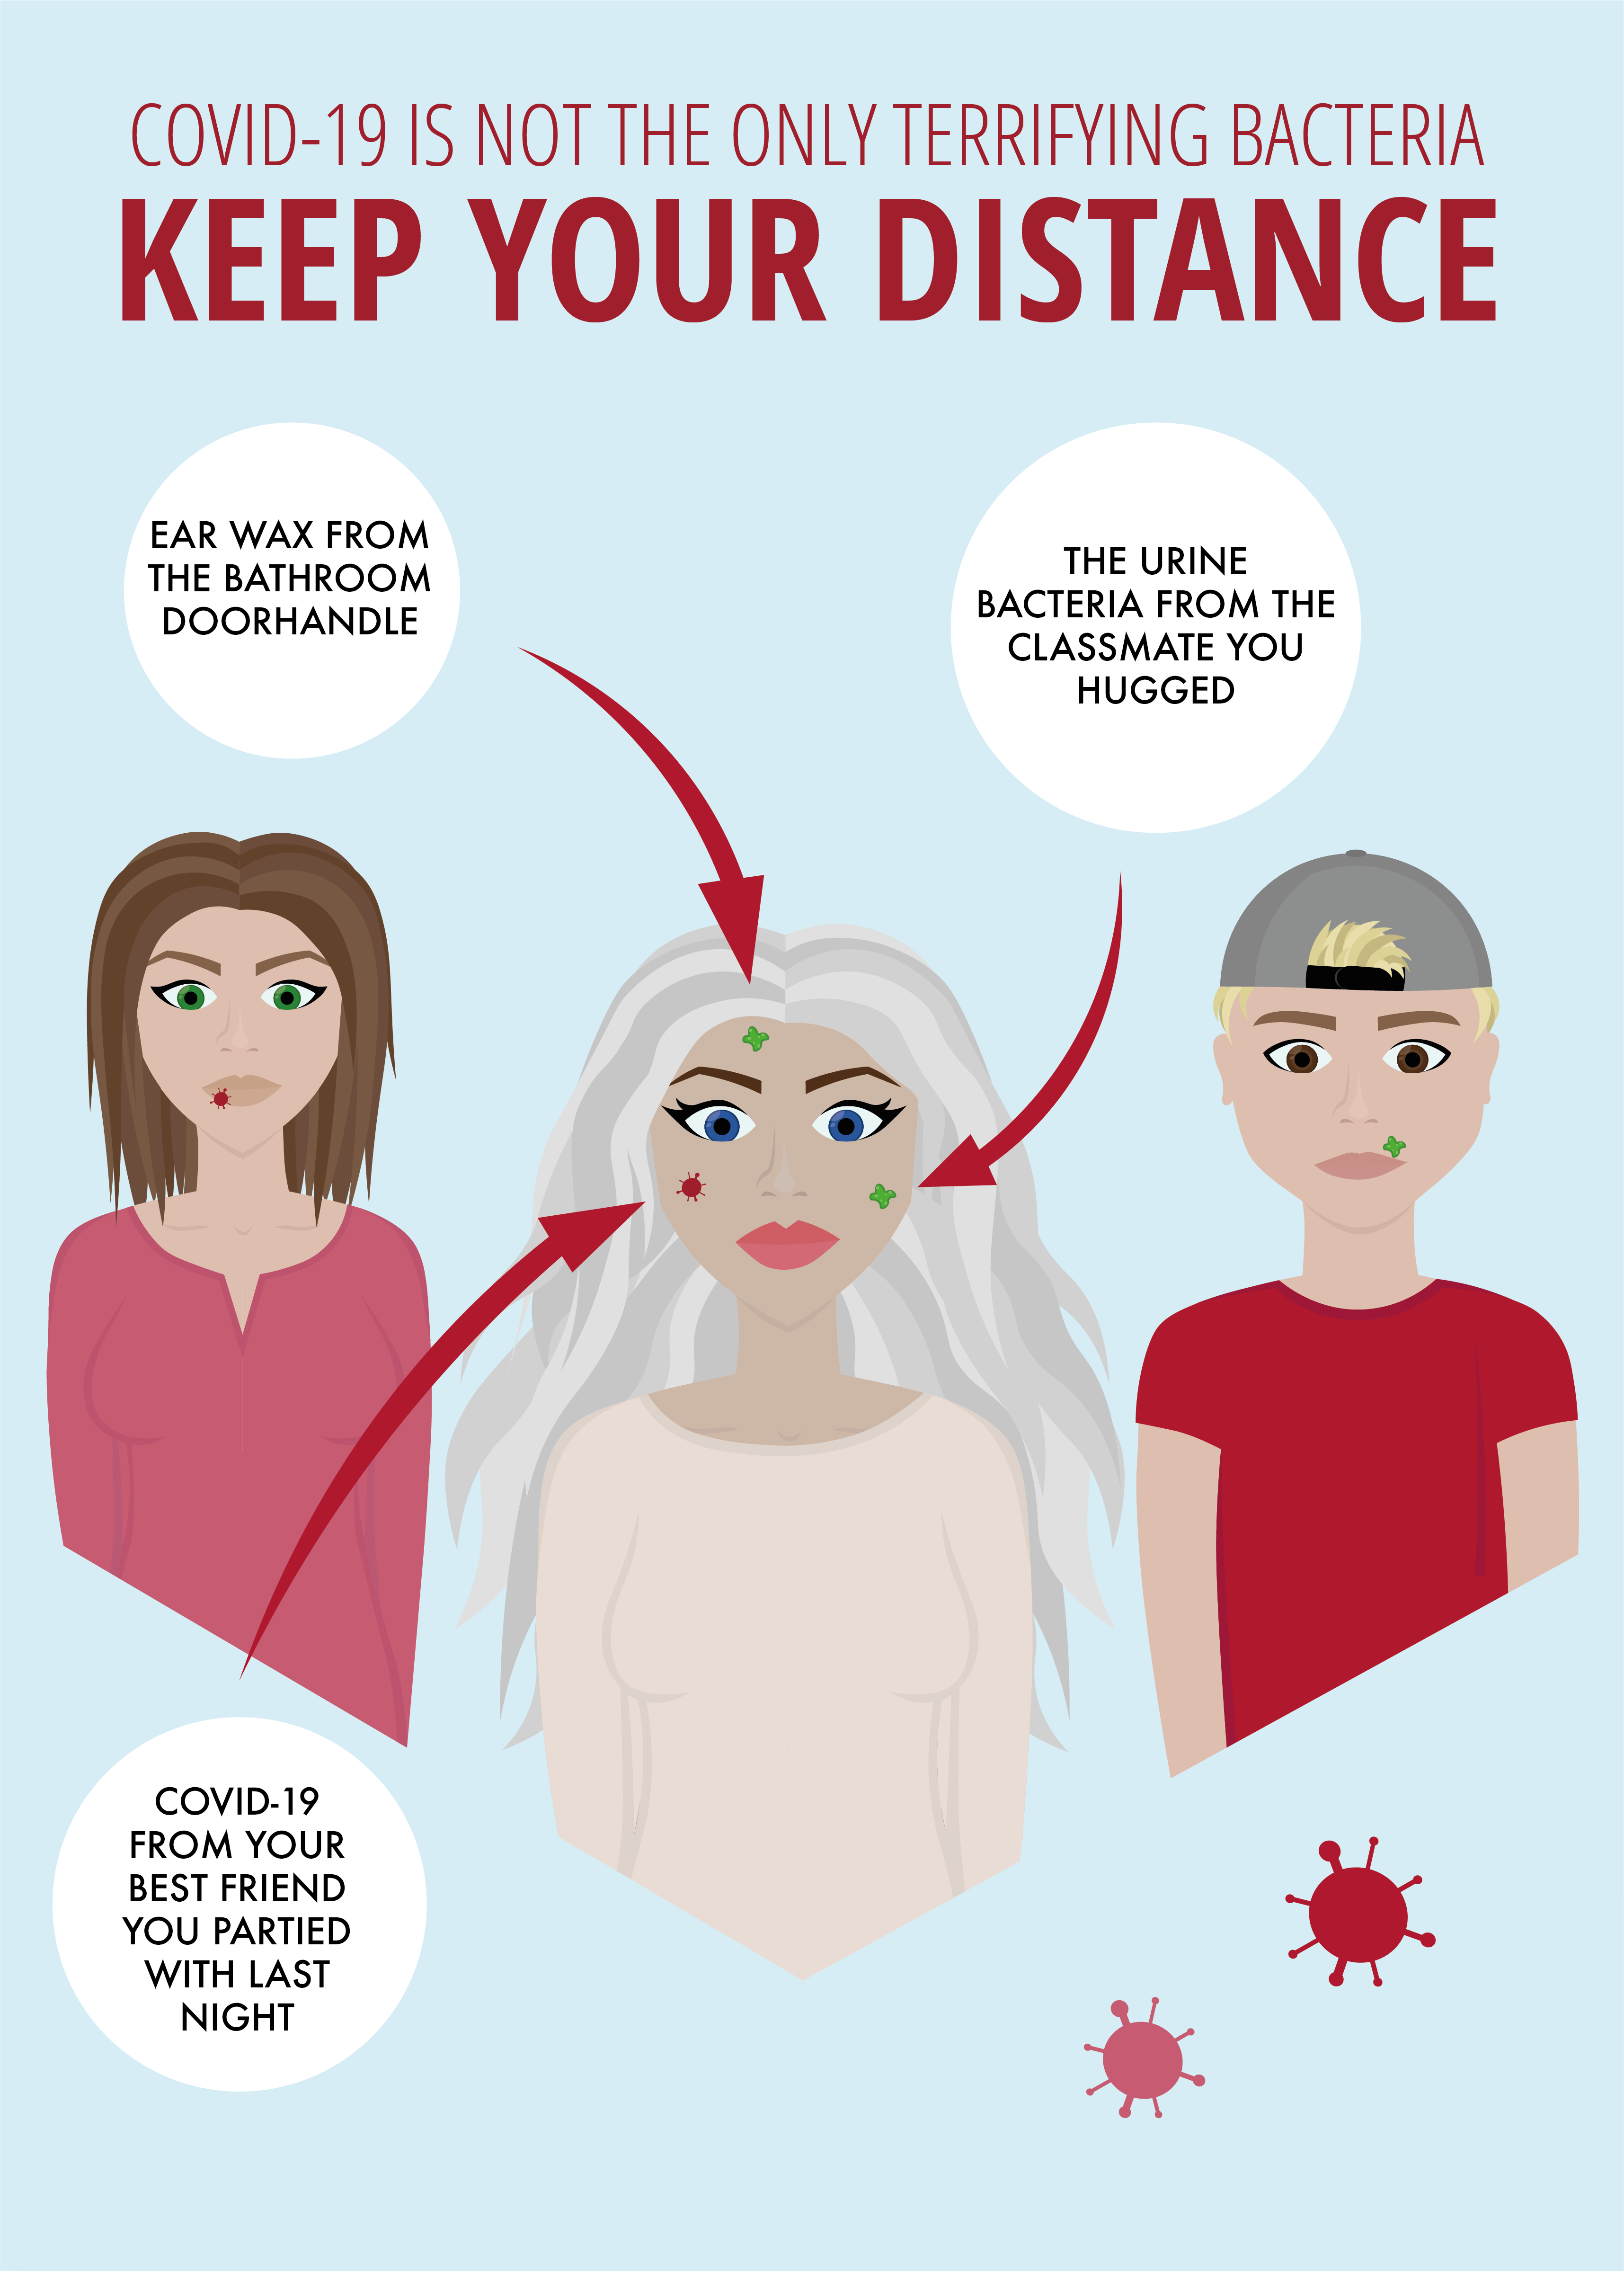 COVID-19 IS NOT THE ONLY TERRIFYING BACTERIA
KEEP YOUR DISTANCE
EAR WAX FROM
THE BATHROOM
DOORHANDLE
THE URINE
BACTERIA FROM THE
CLASSMATE YOU
HUGGED
COVID-19
FROM YOUR
BEST FRIEND
YOU PARTIED
WITH LAST
NIGHT